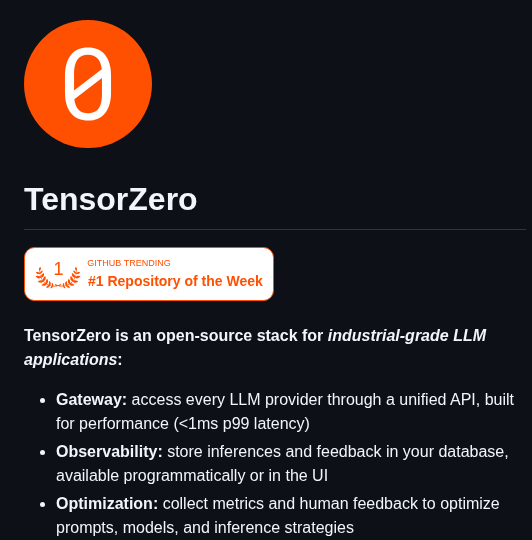 0
TensorZero
1
GITHUB TRENDING
#1 Repository of the Week
TensorZero is an open-source stack for industrial-grade LLM
applications:
• Gateway: access every LLM provider through a unified API, built
for performance (<1ms p99 latency)
• Observability: store inferences and feedback in your database,
available programmatically or in the UI
• Optimization: collect metrics and human feedback to optimize
prompts, models, and inference strategies